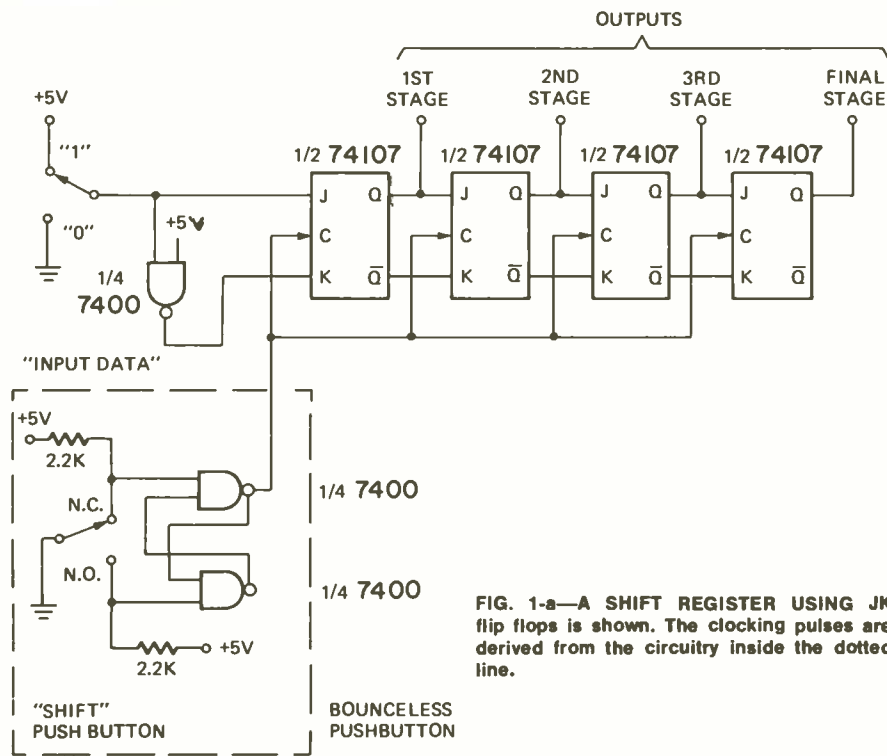 OUTPUTS
1ST STAGE
2ND STAGE
3RD STAGE
FINAL STAGE
+5V
"1"
"0"
1/2 74107
1/2 74107
1/2 74107
1/2 74107
J Q
C
K Q̅
J Q
C
K Q̅
J Q
C
K Q̅
J Q
C
K Q̅
+5V
1/4
7400
"INPUT DATA"
+5V
2.2K
N.C.
N.O.
1/4 7400
1/4 7400
+5V
2.2K
"SHIFT"
PUSH BUTTON
BOUNCELESS
PUSHBUTTON
FIG. 1-a—A SHIFT REGISTER USING JK
flip flops is shown. The clocking pulses are
derived from the circuitry inside the dotted
line.